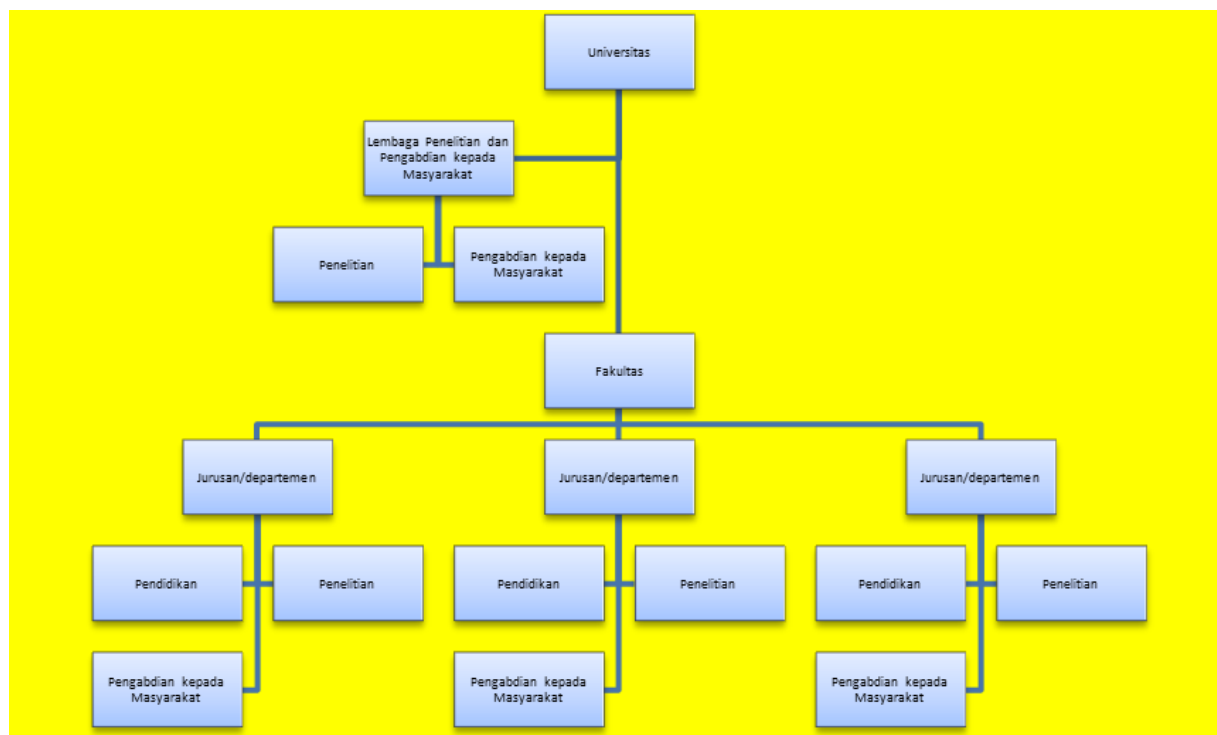 Universitas
Lembaga Penelitian dan
Pengabdian kepada
Masyarakat
Penelitian
Pengabdian kepada
Masyarakat
Fakultas
Jurusan/departemen
Jurusan/departemen
Jurusan/departemen
Pendidikan
Penelitian
Pendidikan
Penelitian
Pendidikan
Penelitian
Pengabdian kepada
Masyarakat
Pengabdian kepada
Masyarakat
Pengabdian kepada
Masyarakat